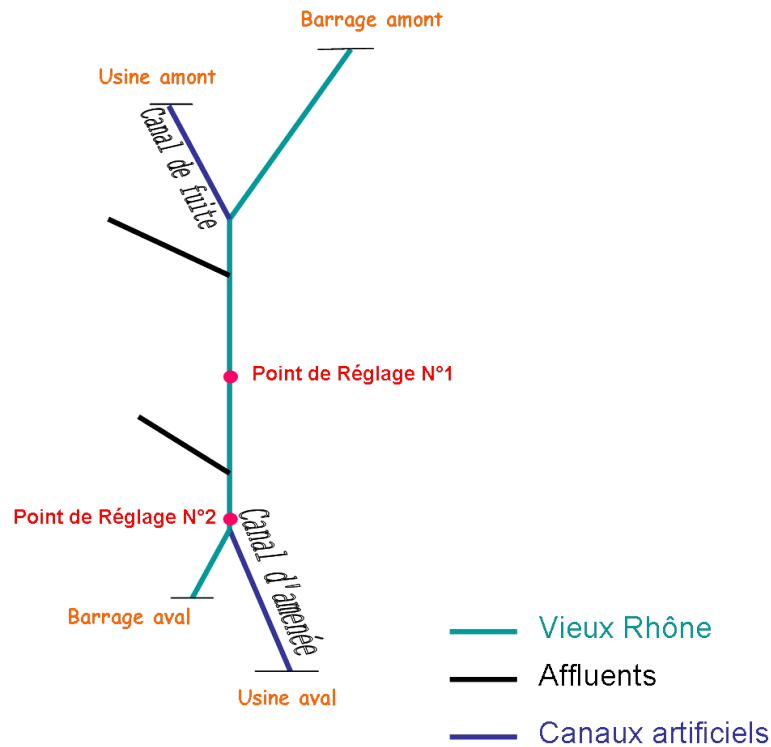 Barrage amont
Usine amont
Canal de fuite
Point de Réglage N°1
Point de Réglage N°2
Canal d'amenée
Barrage aval
Usine aval
Vieux Rhône
Affluents
Canaux artificiels